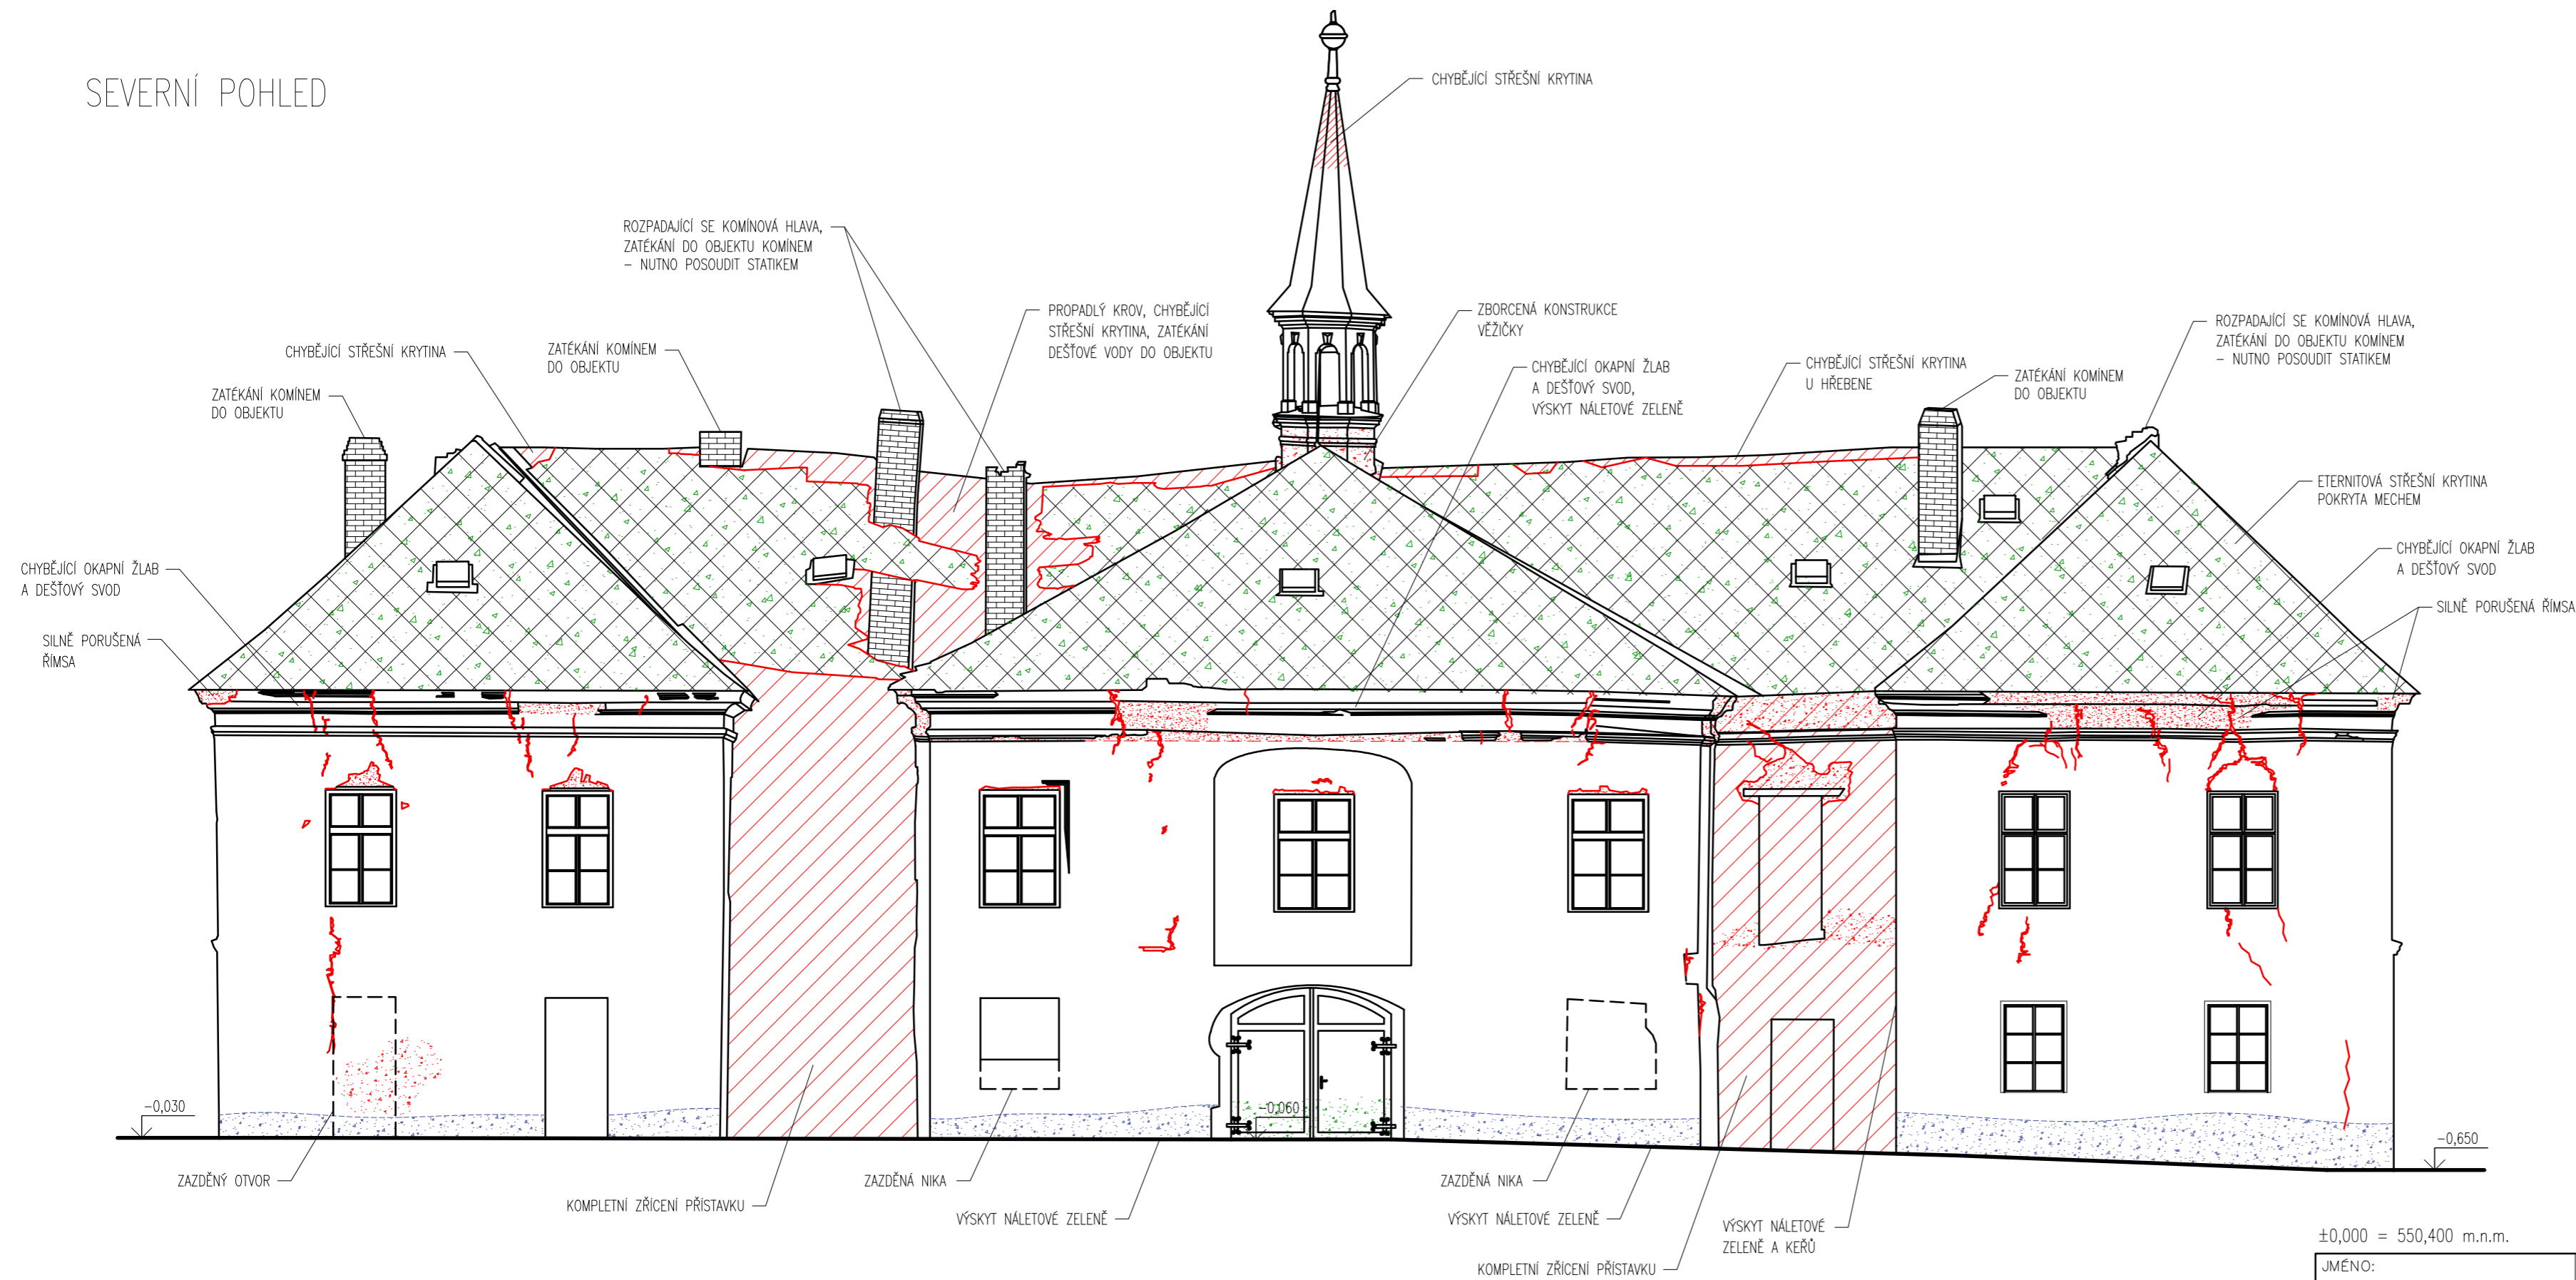 SEVERNÍ POHLED
CHYBĚJÍCÍ STŘEŠNÍ KRYTINA
ROZPADAJÍCÍ SE KOMÍNOVÁ HLAVA,
ZATÉKÁNÍ DO OBJEKTU KOMÍNEM
– NUTNO POSOUDIT STATIKEM
PROPADLÝ KROV, CHYBĚJÍCÍ
STŘEŠNÍ KRYTINA, ZATÉKÁNÍ
DEŠŤOVÉ VODY DO OBJEKTU
ZBORCENÁ KONSTRUKCE
VĚŽIČKY
ROZPADAJÍCÍ SE KOMÍNOVÁ HLAVA,
ZATÉKÁNÍ DO OBJEKTU KOMÍNEM
– NUTNO POSOUDIT STATIKEM
CHYBĚJÍCÍ STŘEŠNÍ KRYTINA
ZATÉKÁNÍ KOMÍNEM
DO OBJEKTU
CHYBĚJÍCÍ OKAPNÍ ŽLAB
A DEŠŤOVÝ SVOD,
VÝSKYT NÁLETOVÉ ZELENĚ
CHYBĚJÍCÍ STŘEŠNÍ KRYTINA
U HŘEBENE
ZATÉKÁNÍ KOMÍNEM
DO OBJEKTU
ZATÉKÁNÍ KOMÍNEM
DO OBJEKTU
ETERNITOVÁ STŘEŠNÍ KRYTINA
POKRYTA MECHEM
CHYBĚJÍCÍ OKAPNÍ ŽLAB
A DEŠŤOVÝ SVOD
CHYBĚJÍCÍ OKAPNÍ ŽLAB
A DEŠŤOVÝ SVOD
SILNĚ PORUŠENÁ ŘÍMSA
SILNĚ PORUŠENÁ
ŘÍMSA
-0,030
-0,060
-0,650
ZAZDĚNÝ OTVOR
KOMPLETNÍ ZŘÍCENÍ PŘÍSTAVKU
ZAZDĚNÁ NIKA
VÝSKYT NÁLETOVÉ ZELENĚ
ZAZDĚNÁ NIKA
VÝSKYT NÁLETOVÉ ZELENĚ
KOMPLETNÍ ZŘÍCENÍ PŘÍSTAVKU
VÝSKYT NÁLETOVÉ
ZELENĚ A KEŘŮ
±0,000 = 550,400 m.n.m.
JMÉNO: